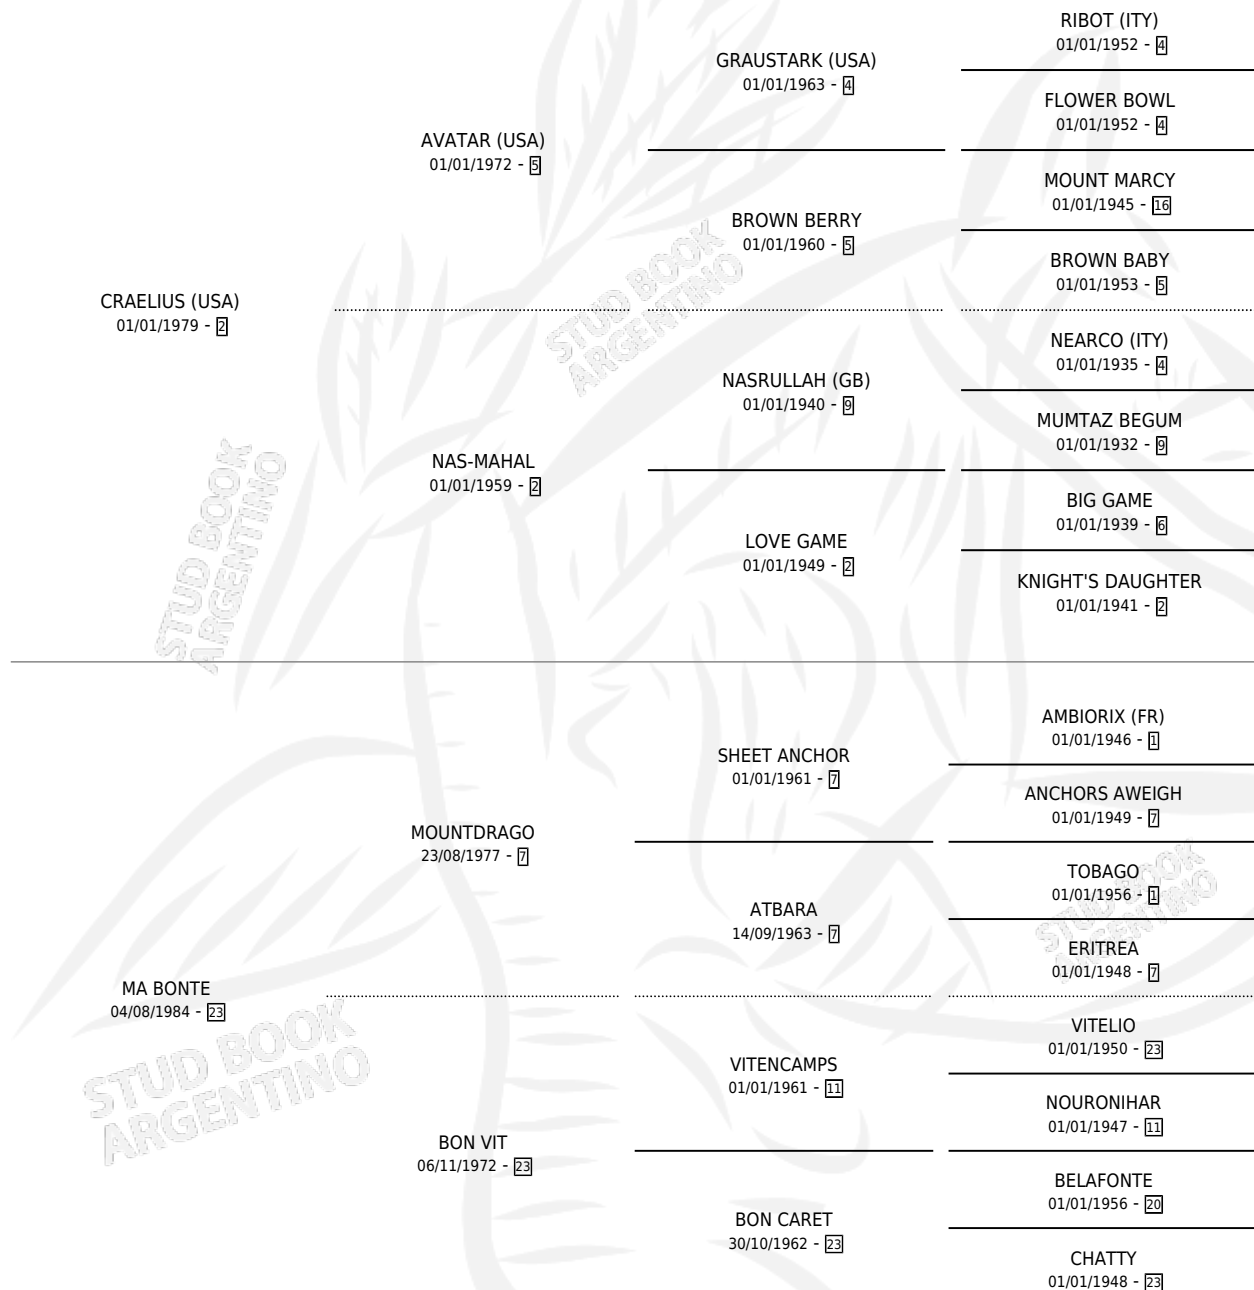 RIBOT (ITY)
01/01/1952 - 4
GRAUSTARK (USA)
01/01/1963 - 4
FLOWER BOWL
01/01/1952 - 4
AVATAR (USA)
01/01/1972 - 5
MOUNT MARCY
01/01/1945 - 16
BROWN BERRY
01/01/1960 - 5
BROWN BABY
01/01/1953 - 5
CRAELIUS (USA)
01/01/1979 - 2
STUD BOOK
ARGENTINO
NEARCO (ITY)
01/01/1935 - 4
NASRULLAH (GB)
01/01/1940 - 9
MUMTAZ BEGUM
01/01/1932 - 9
NAS-MAHAL
01/01/1959 - 2
BIG GAME
01/01/1939 - 6
LOVE GAME
01/01/1949 - 2
KNIGHT'S DAUGHTER
01/01/1941 - 2
STUD BOOK
ARGENTINO
AMBIORIX (FR)
01/01/1946 - 1
SHEET ANCHOR
01/01/1961 - 7
ANCHORS AWEIGH
01/01/1949 - 7
MOUNTDRAGO
23/08/1977 - 7
TOBAGO
01/01/1956 - 1
ATBARA
14/09/1963 - 7
STUD BOOK
ARGENTINO
ERITREA
01/01/1948 - 7
MA BONTE
04/08/1984 - 23
STUD BOOK
ARGENTINO
VITELIO
01/01/1950 - 23
VITENCAMPS
01/01/1961 - 11
NOURONIHAR
01/01/1947 - 11
BON VIT
06/11/1972 - 23
BELAFONTE
01/01/1956 - 20
BON CARET
30/10/1962 - 23
CHATTY
01/01/1948 - 23